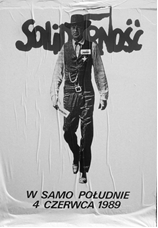 SOLIDARNOŚĆ
W SAMO POŁUDNIE
4 CZERWCA 1989